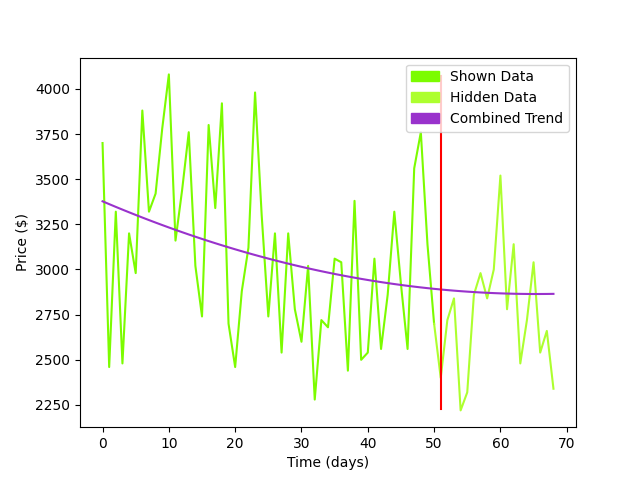 Shown Data
Hidden Data
Combined Trend
Price ($)
4000
3750
3500
3250
3000
2750
2500
2250
0 10 20 30 40 50 60 70
Time (days)